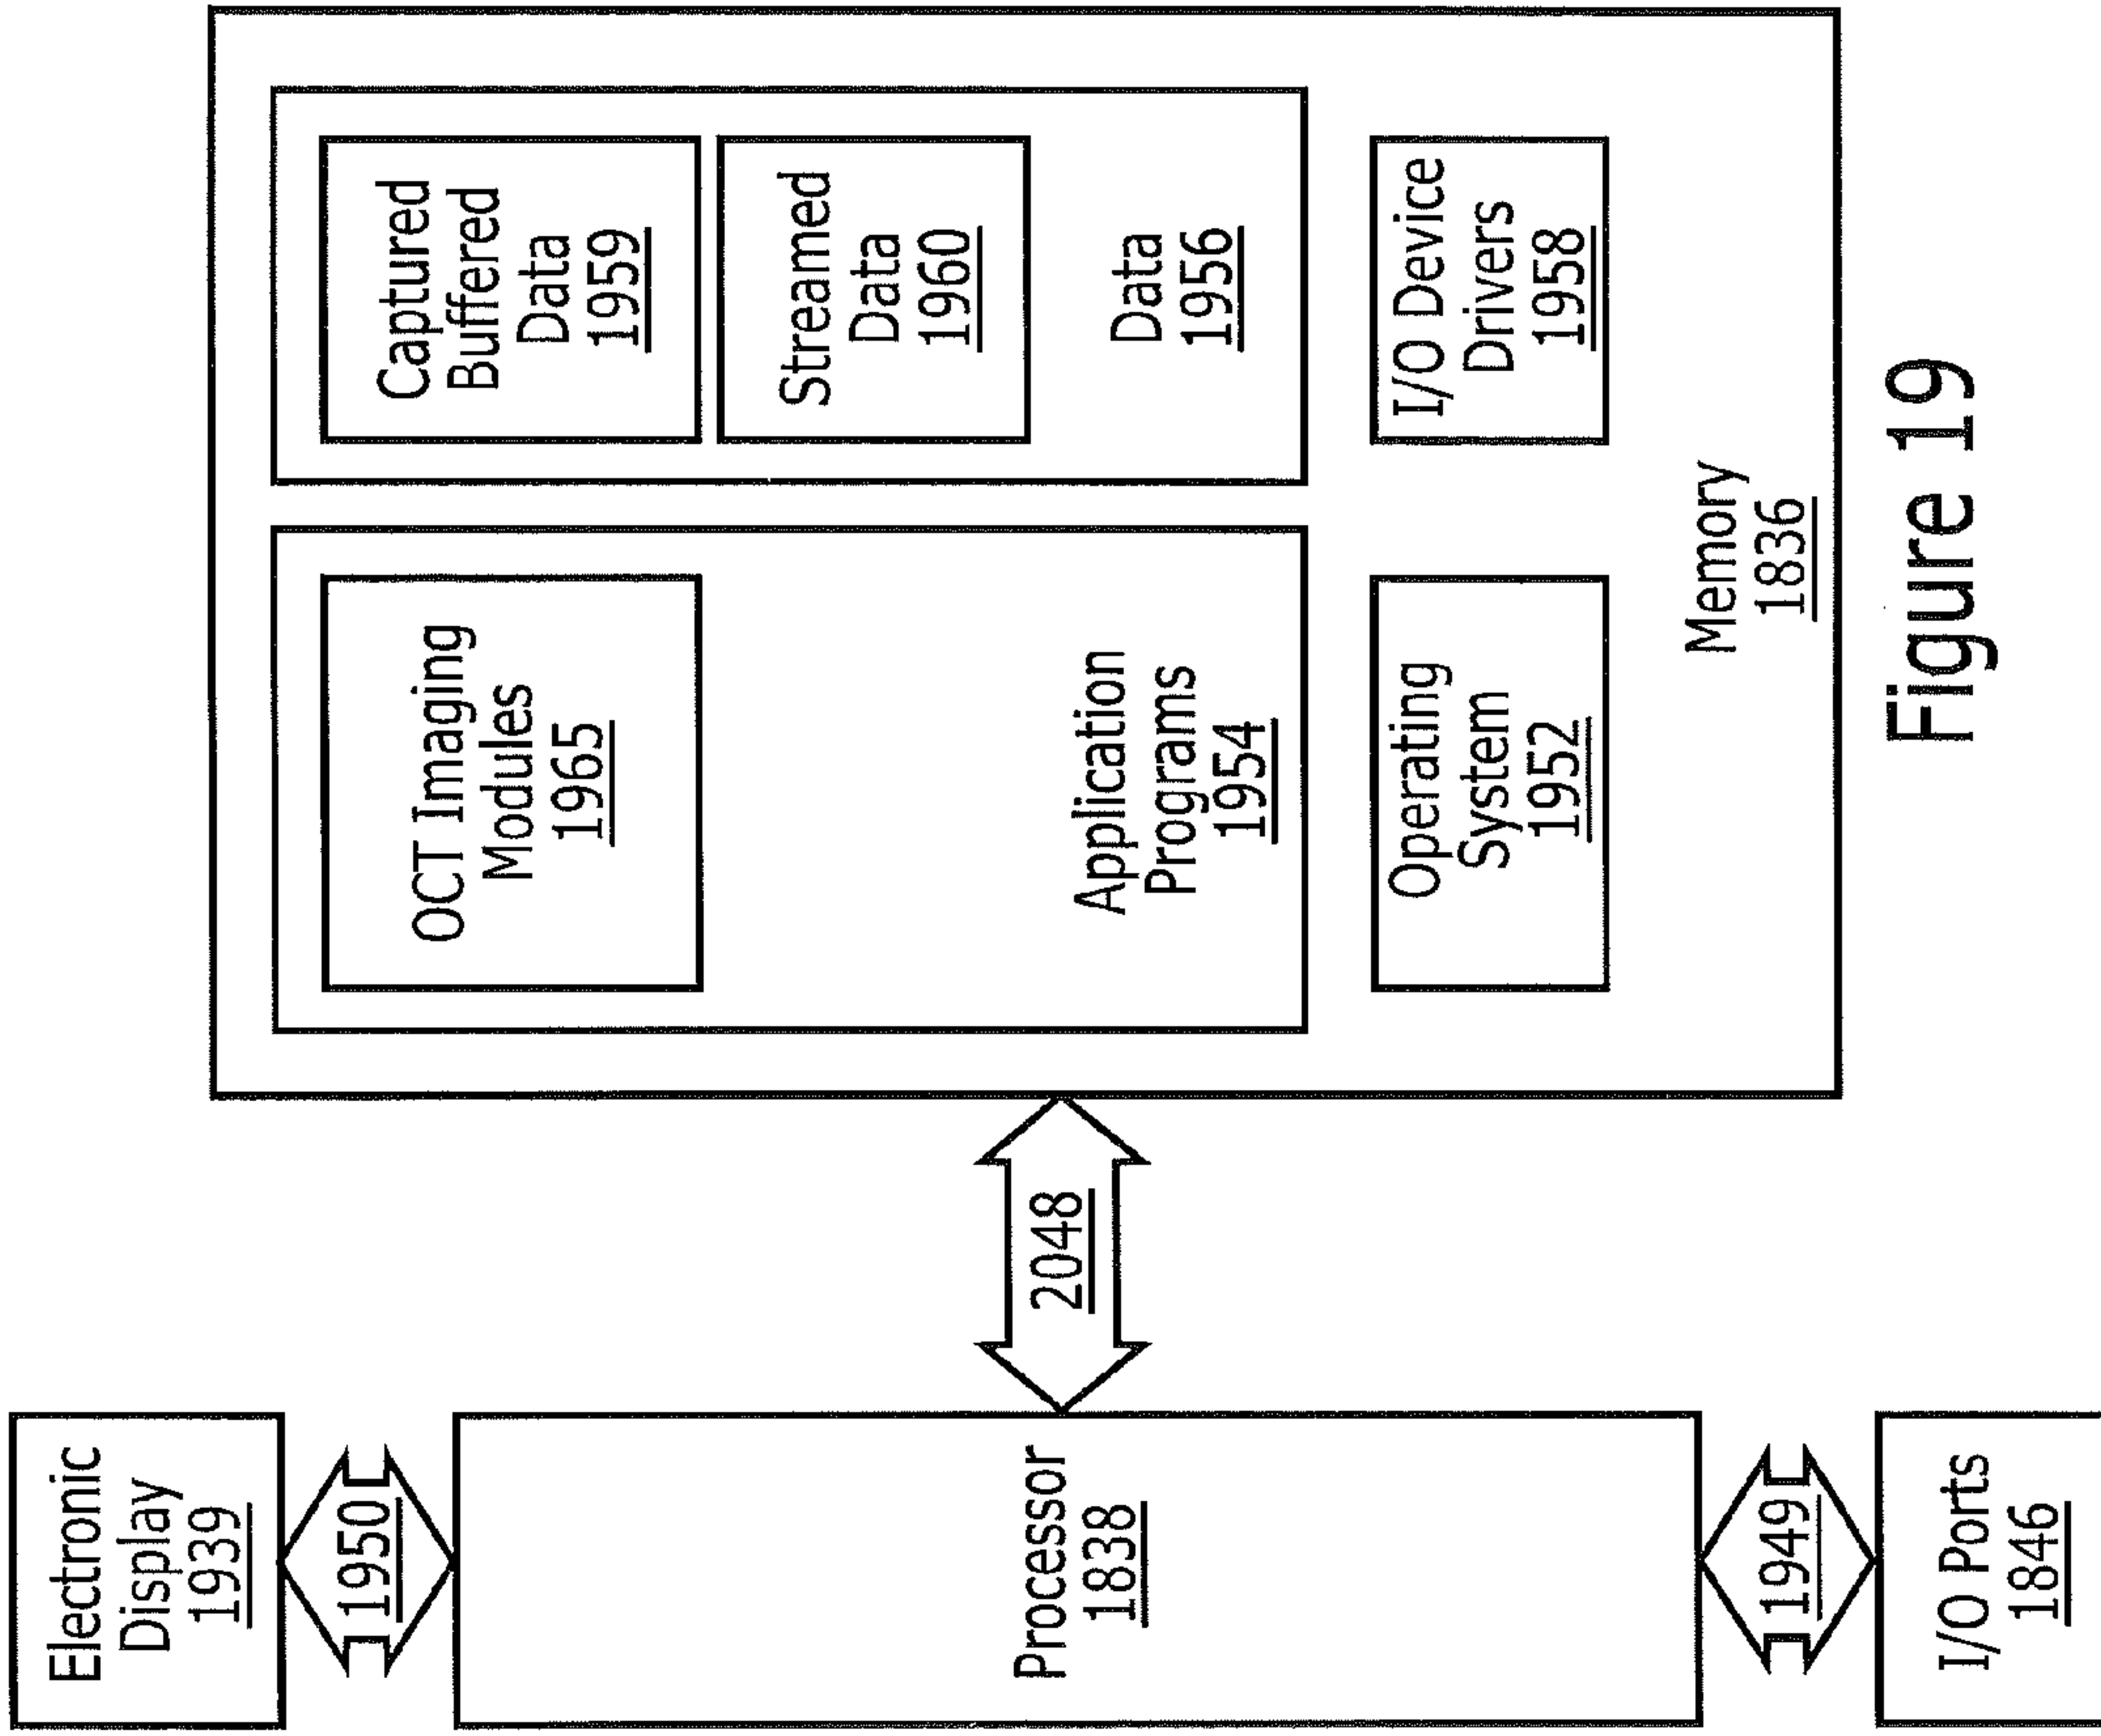 Electronic
Display
1939
1950
Processor
1838
1949
I/O Ports
1846
2048
OCT Imaging
Modules
1965
Application
Programs
1954
Captured
Buffered
Data
1959
Streamed
Data
1960
Data
1956
Operating
System
1952
I/O Device
Drivers
1958
Memory
1836
Figure 19